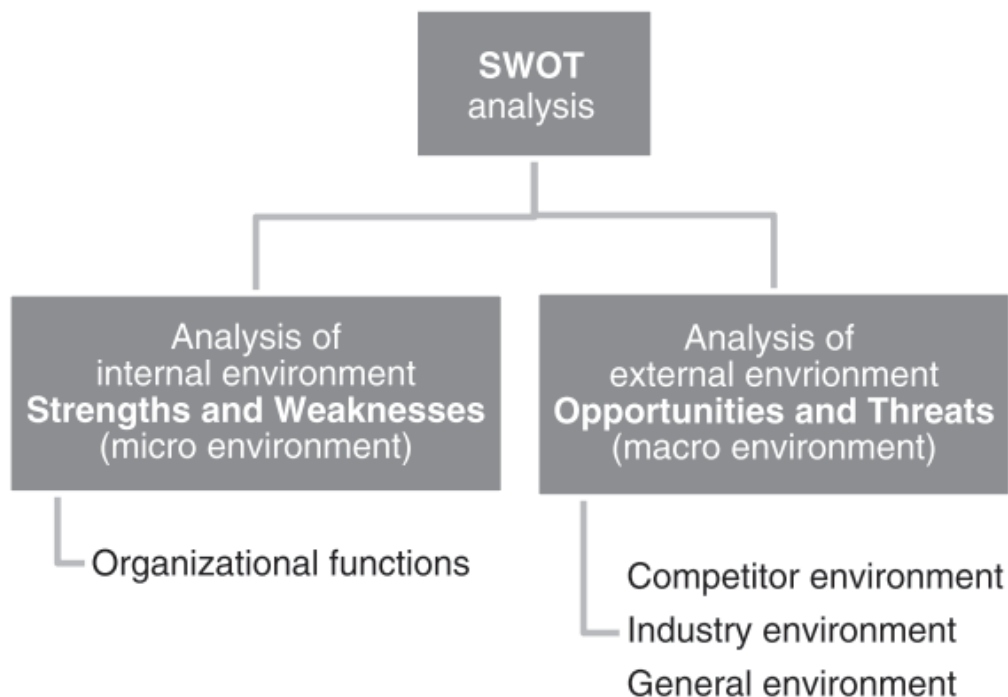 SWOT
analysis
Analysis of
internal environment
Strengths and Weaknesses
(micro environment)
Analysis of
external envrionment
Opportunities and Threats
(macro environment)
Organizational functions
Competitor environment
Industry environment
General environment